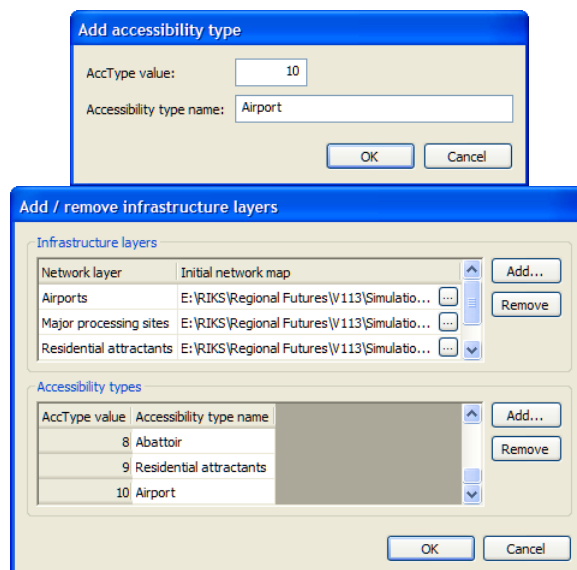 Add accessibility type
AccType value: 10
Accessibility type name: Airport
OK Cancel
Add / remove infrastructure layers
Infrastructure layers
Network layer Initial network map
Add...
Airports E:\RIKS\Regional Futures\V113\Simulatio... ...
Remove
Major processing sites E:\RIKS\Regional Futures\V113\Simulatio... ...
Residential attractants E:\RIKS\Regional Futures\V113\Simulatio... ...
Accessibility types
AccType value Accessibility type name
Add...
8 Abattoir
Remove
9 Residential attractants
10 Airport
OK Cancel